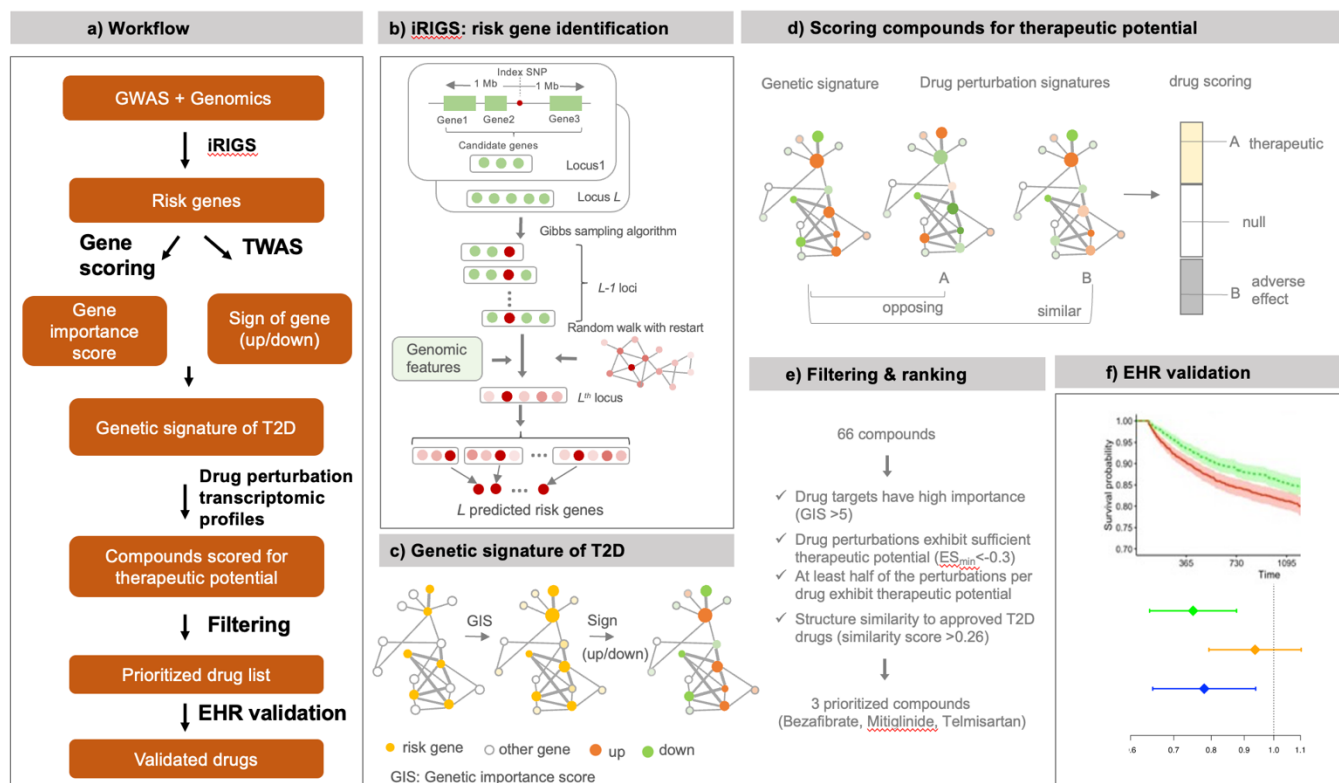 a) Workflow
GWAS + Genomics
iRIGS
Risk genes
Gene
scoring
TWAS
Gene
importance
score
Sign of gene
(up/down)
Genetic signature of T2D
Drug perturbation
transcriptomic
profiles
Compounds scored for
therapeutic potential
Filtering
Prioritized drug list
EHR validation
Validated drugs
b) iRIGS: risk gene identification
Index SNP
1 Mb
1 Mb
Gene1
Gene2
Gene3
Candidate genes
Locus1
Locus L
Gibbs sampling algorithm
L-1 loci
Random walk with restart
Genomic
features
Lth locus
L predicted risk genes
c) Genetic signature of T2D
GIS
Sign
(up/down)
risk gene
other gene
up
down
GIS: Genetic importance score
d) Scoring compounds for therapeutic potential
Genetic signature
Drug perturbation signatures
drug scoring
A
therapeutic
null
B
adverse
effect
A
B
opposing
similar
e) Filtering & ranking
66 compounds
✓ Drug targets have high importance
(GIS >5)
✓ Drug perturbations exhibit sufficient
therapeutic potential (ESmin<-0.3)
✓ At least half of the perturbations per
drug exhibit therapeutic potential
✓ Structure similarity to approved T2D
drugs (similarity score >0.26)
3 prioritized compounds
(Bezafibrate, Mitiglinide, Telmisartan)
f) EHR validation
Survival probability
1.00
0.95
0.90
0.85
0.80
0.75
0.70
365
730
1095
Time
0.7
0.8
0.9
1.0
1.1